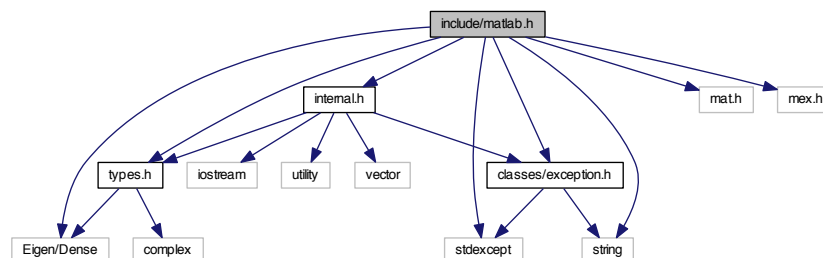 include/matlab.h
internal.h
mat.h
mex.h
types.h
iostream
utility
vector
classes/exception.h
Eigen/Dense
complex
stdexcept
string